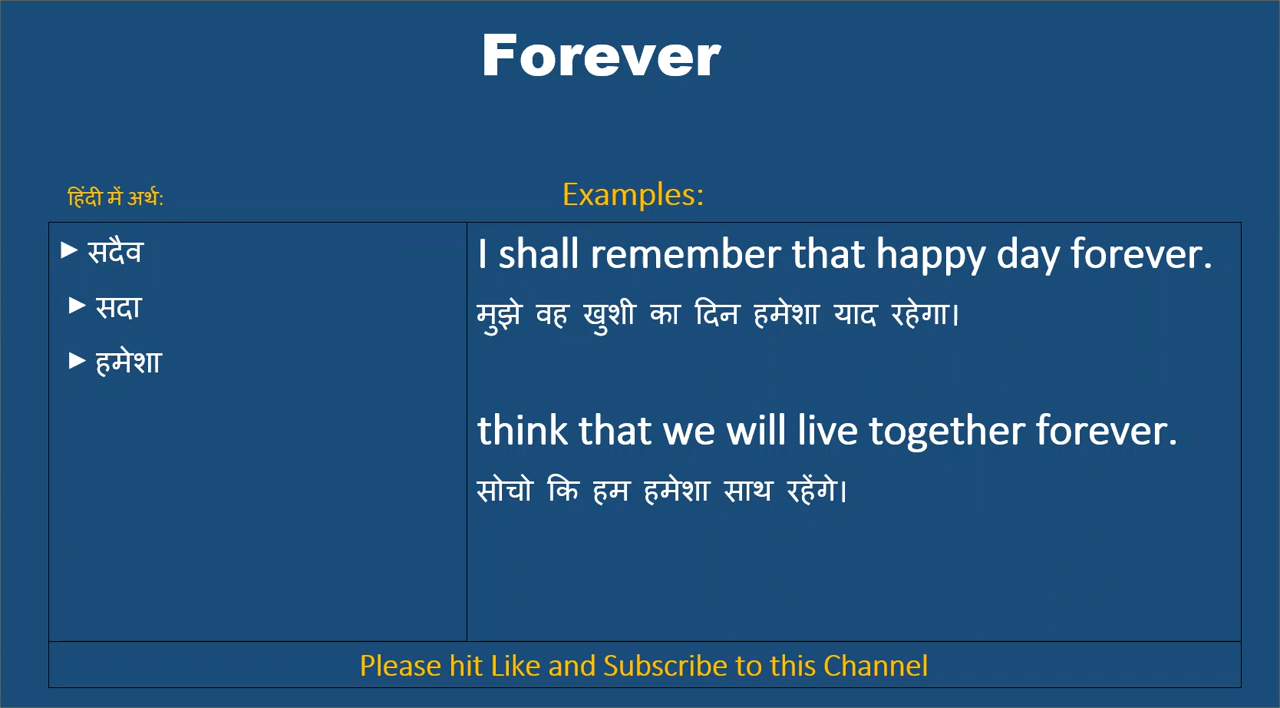 Forever
हिंदी में अर्थ:
Examples:
सदैव
सदा
हमेशा
I shall remember that happy day forever.
मुझे वह खुशी का दिन हमेशा याद रहेगा।
think that we will live together forever.
सोचो कि हम हमेशा साथ रहेंगे।
Please hit Like and Subscribe to this Channel